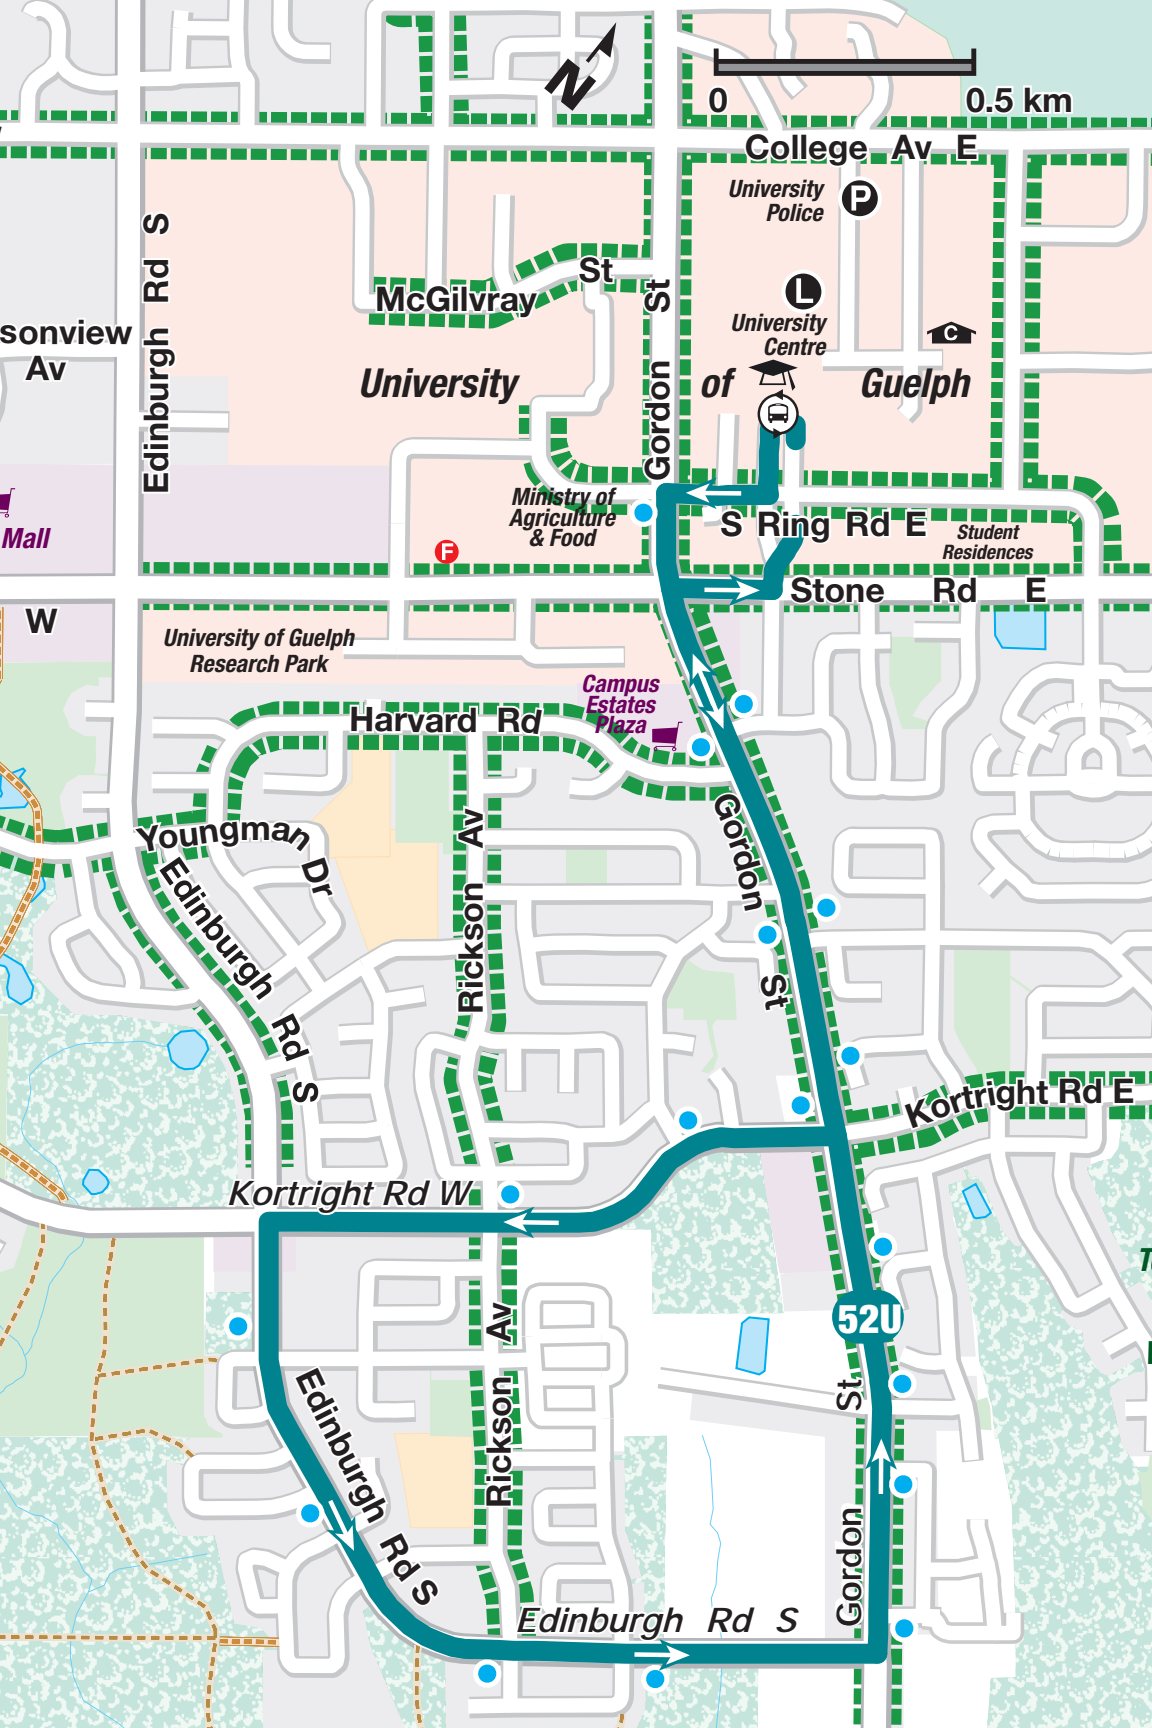 N
0 0.5 km
College Av E
University
Police
P
Edinburgh Rd S
McGilvray St
Gordon St
L
University
Centre
C
sonview
Av
University of Guelph
Ministry of
Agriculture
& Food
S Ring Rd E
Student
Residences
Mall
F
Stone Rd E
W
University of Guelph
Research Park
Campus
Estates
Plaza
Harvard Rd
Youngman Dr
Rickson Av
Gordon St
Edinburgh Rd S
Kortright Rd E
Kortright Rd W
52U
Rickson Av
Edinburgh Rd S
Gordon St
Edinburgh Rd S